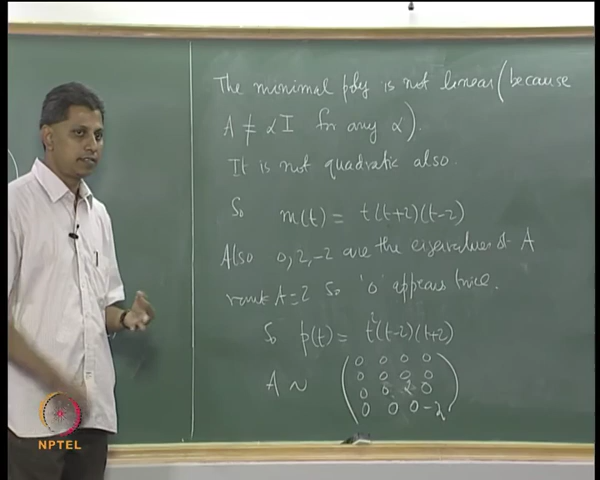 The minimal poly is not linear (because
A ≠ αI for any α).
It is not quadratic also.
So m(t) = t(t+2)(t-2)
Also 0, 2, -2 are the eigenvalues of A
rank A = 2 So '0' appears twice.
So p(t) = t²(t-2)(t+2)
A ~ (0 0 0 0
0 0 0 0
0 0 2 0
0 0 0 -2)
NPTEL